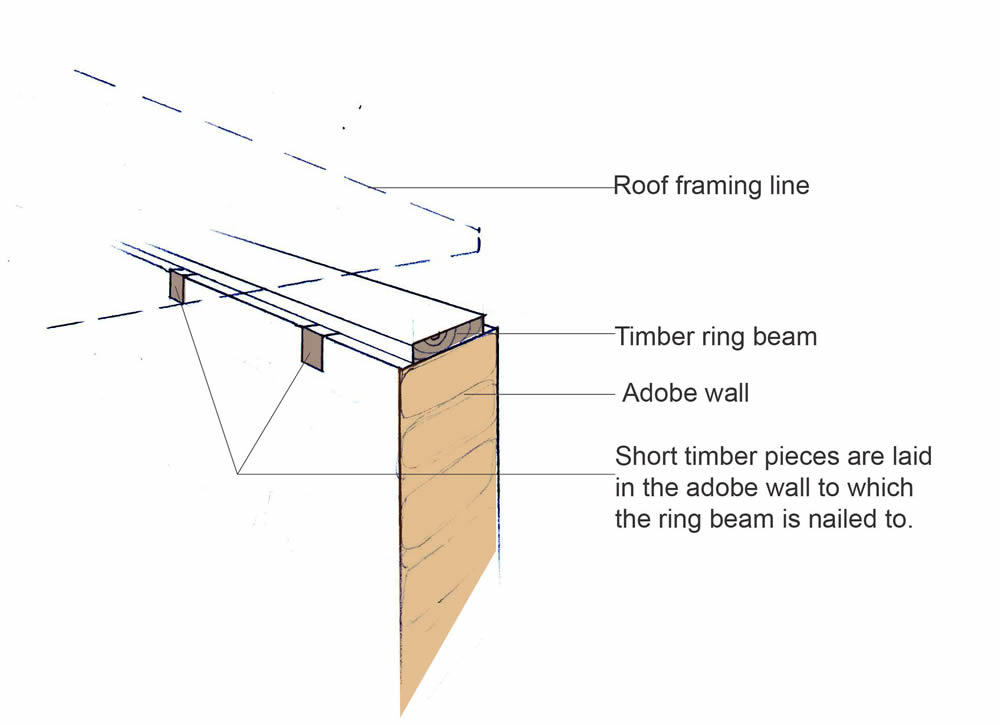 Roof framing line
Timber ring beam
Adobe wall
Short timber pieces are laid
in the adobe wall to which
the ring beam is nailed to.